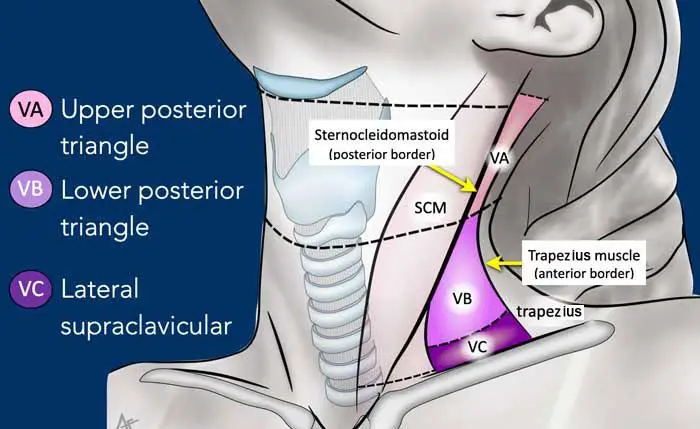 VA Upper posterior
triangle
VB Lower posterior
triangle
VC Lateral
supraclavicular
Sternocleidomastoid
(posterior border)
VA
SCM
Trapezius muscle
(anterior border)
VB
trapezius
VC